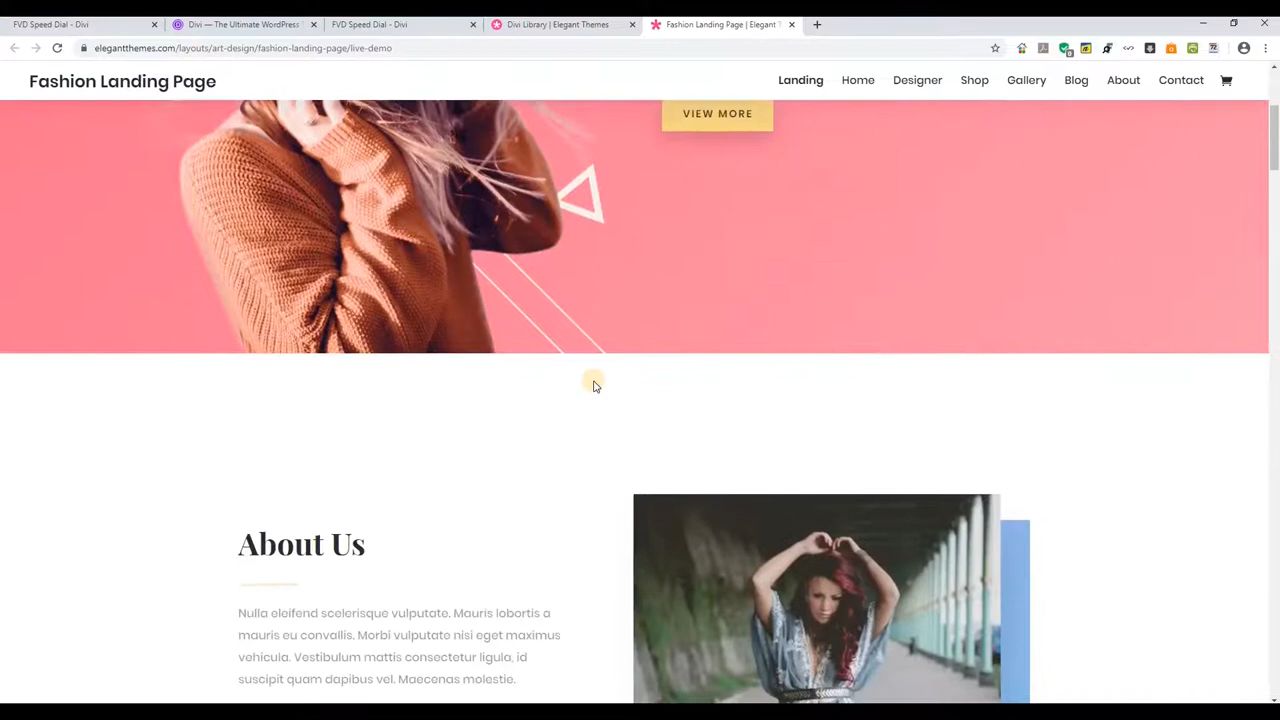 FVD Speed Dial - Divi
Divi — The Ultimate WordPress
FVD Speed Dial - Divi
Divi Library | Elegant Themes
Fashion Landing Page | Elegant T
elegantthemes.com/layouts/art-design/fashion-landing-page/live-demo
Fashion Landing Page
Landing
Home
Designer
Shop
Gallery
Blog
About
Contact
VIEW MORE
About Us
Nulla eleifend scelerisque vulputate. Mauris lobortis a
mauris eu convallis. Morbi vulputate nisi eget maximus
vehicula. Vestibulum mattis consectetur ligula, id
suscipit quam dapibus vel. Maecenas molestie.